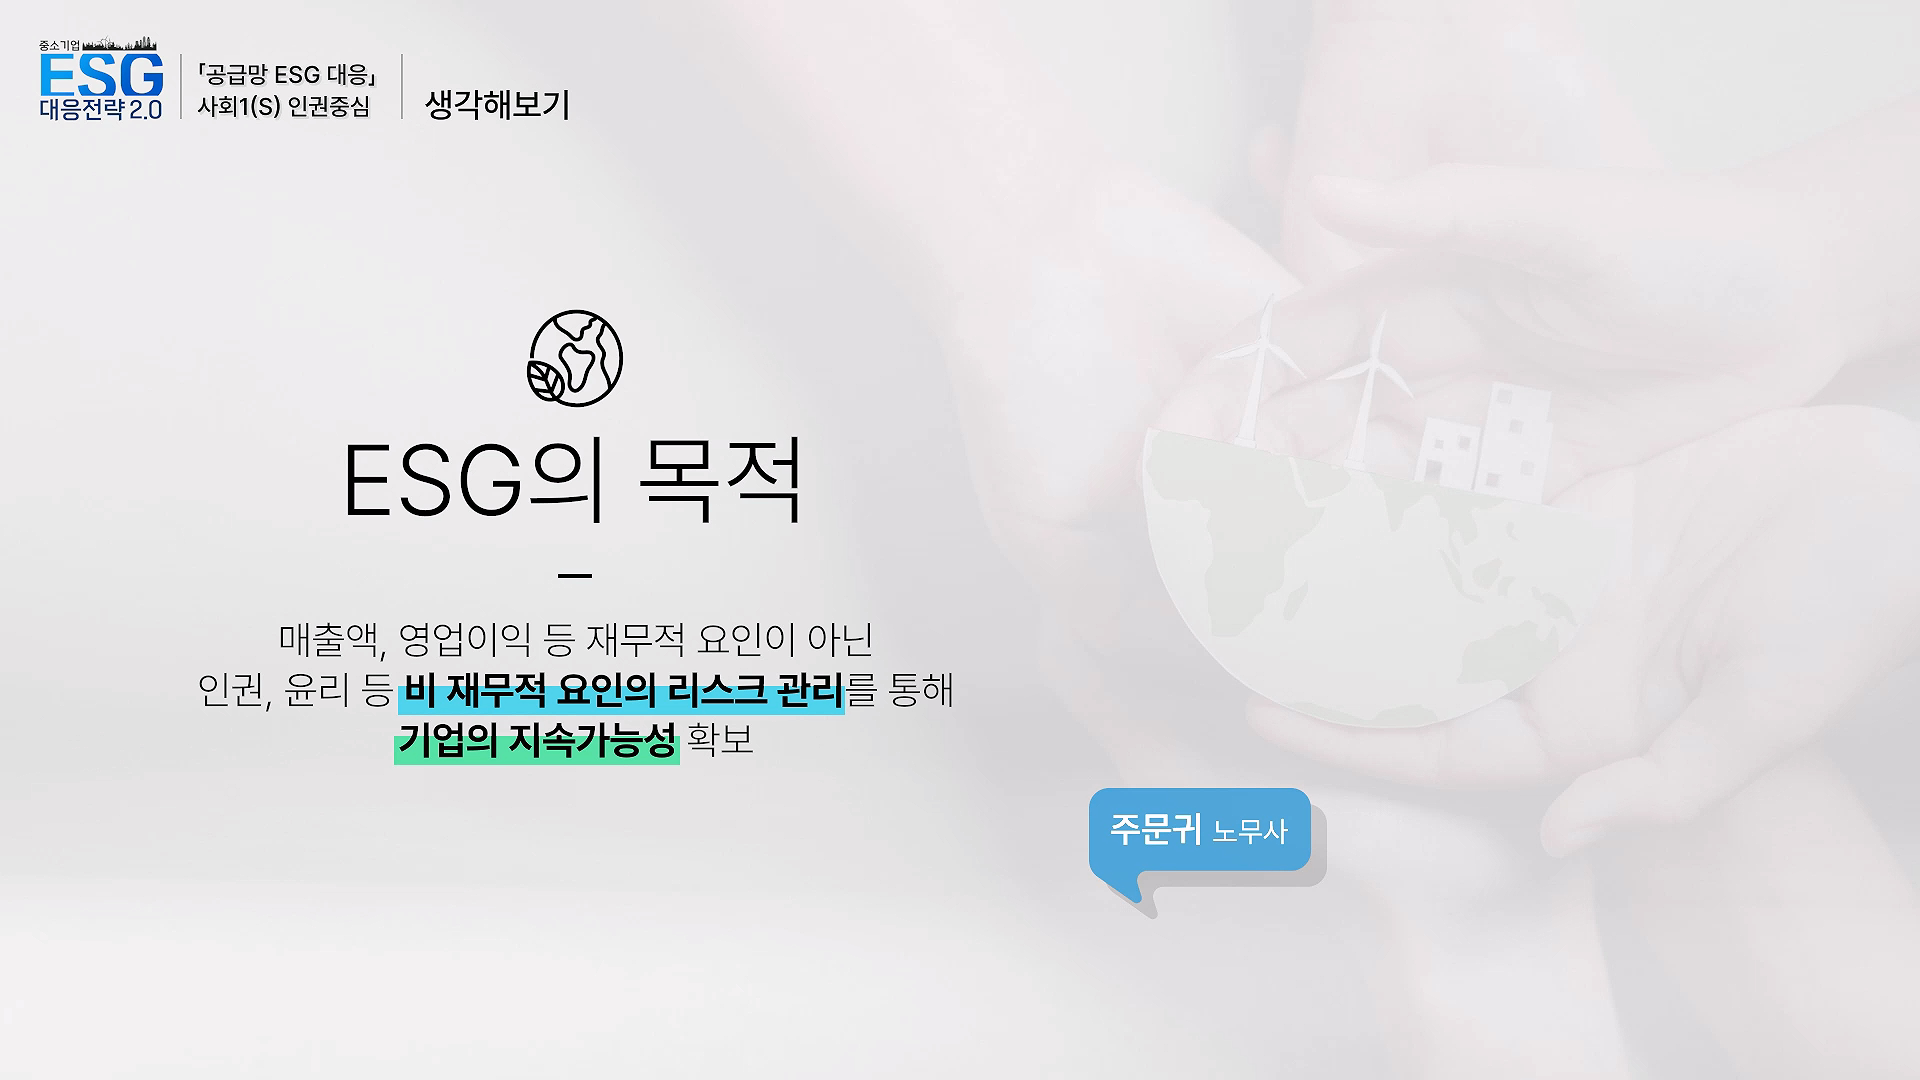 중소기업
ESG
대응전략 2.0
「공급망 ESG 대응」
사회1(S) 인권중심
생각해보기
ESG의 목적
매출액, 영업이익 등 재무적 요인이 아닌
인권, 윤리 등 비 재무적 요인의 리스크 관리를 통해
기업의 지속가능성 확보
주문귀 노무사